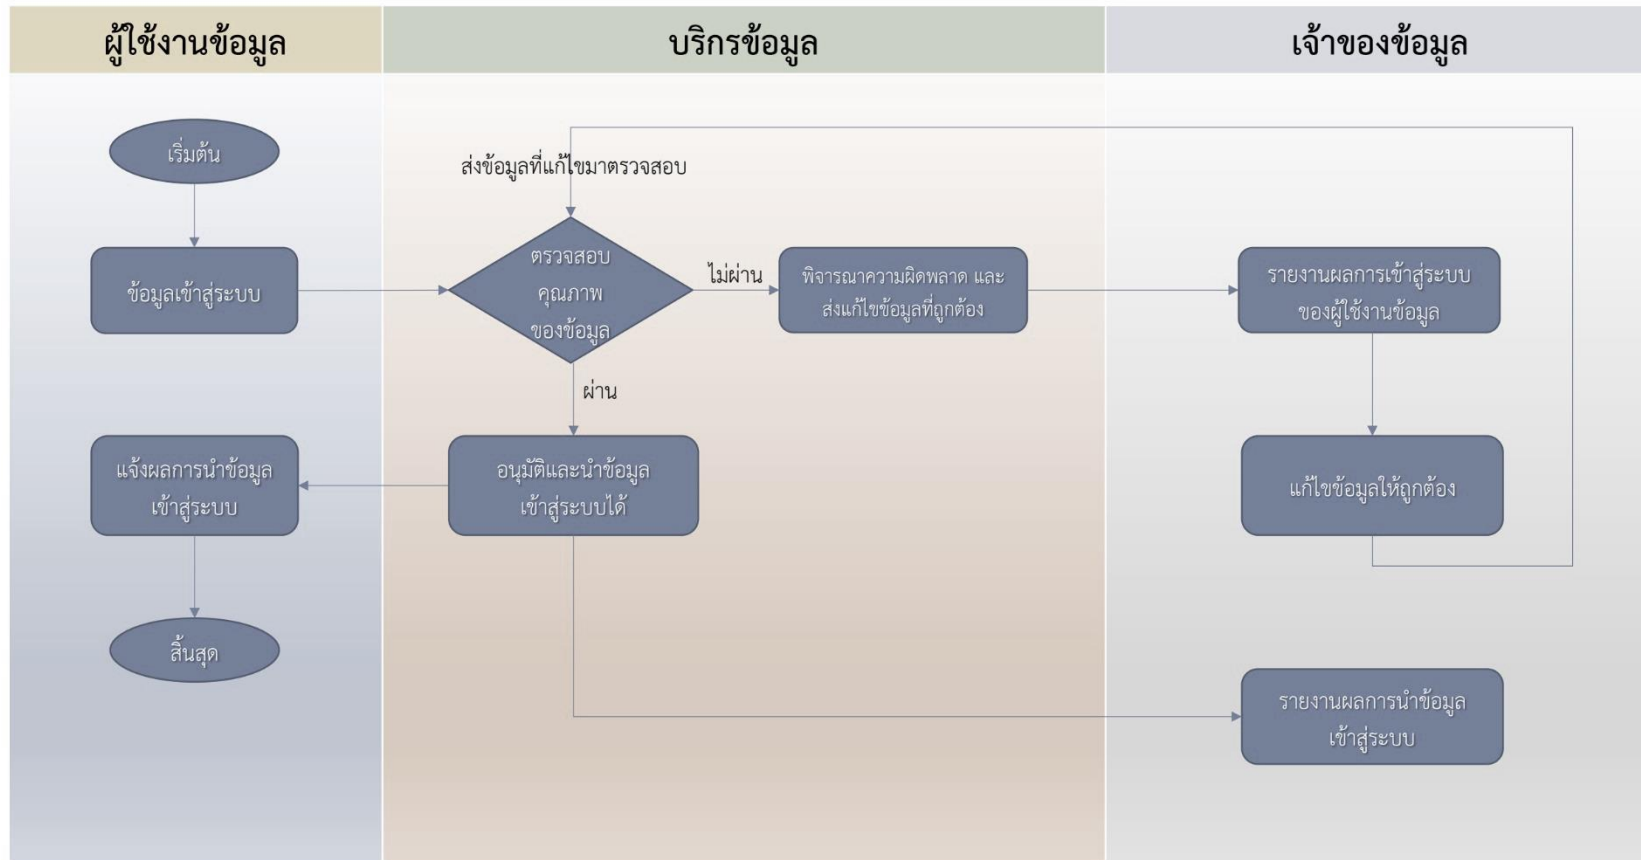 ผู้ใช้งานข้อมูล
บริกรข้อมูล
เจ้าของข้อมูล
เริ่มต้น
ส่งข้อมูลที่แก้ไขมาตรวจสอบ
ข้อมูลเข้าสู่ระบบ
ตรวจสอบ
คุณภาพ
ของข้อมูล
ไม่ผ่าน
พิจารณาความผิดพลาด และ
ส่งแก้ไขข้อมูลที่ถูกต้อง
รายงานผลการเข้าสู่ระบบ
ของผู้ใช้งานข้อมูล
ผ่าน
แจ้งผลการนำข้อมูล
เข้าสู่ระบบ
อนุมัติและนำข้อมูล
เข้าสู่ระบบได้
แก้ไขข้อมูลให้ถูกต้อง
สิ้นสุด
รายงานผลการนำข้อมูล
เข้าสู่ระบบ